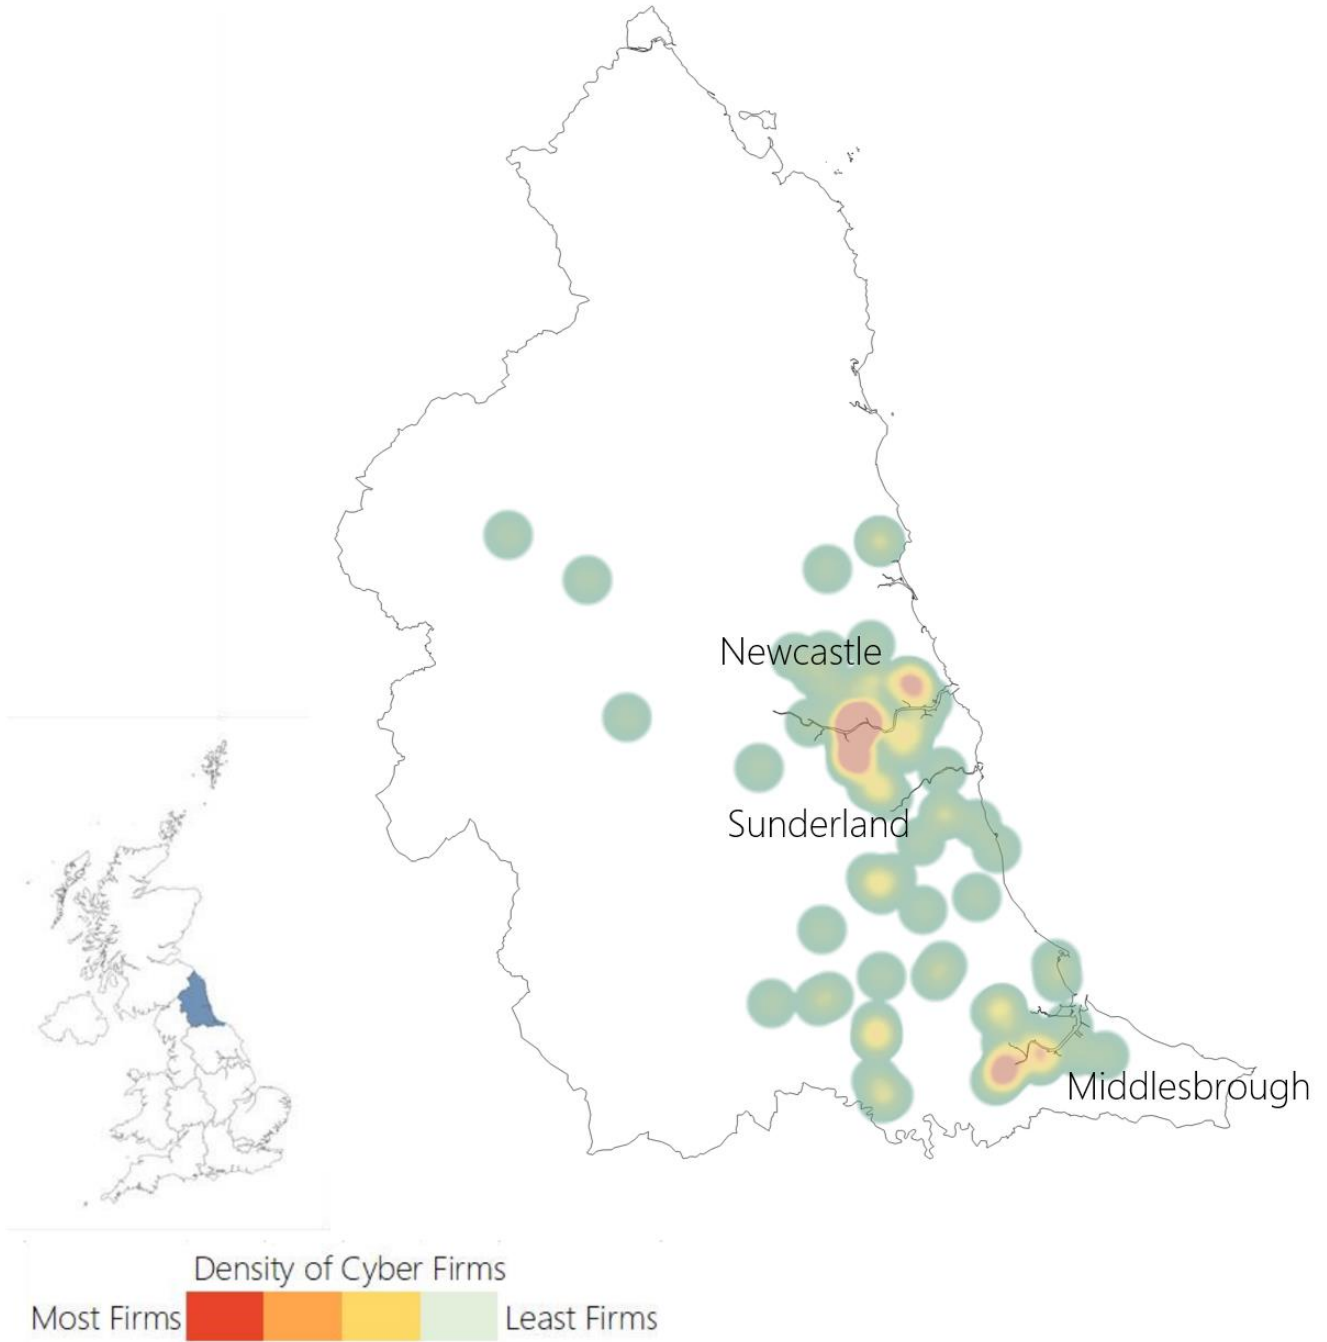 Newcastle
Sunderland
Middlesbrough
Density of Cyber Firms
Most Firms
Least Firms